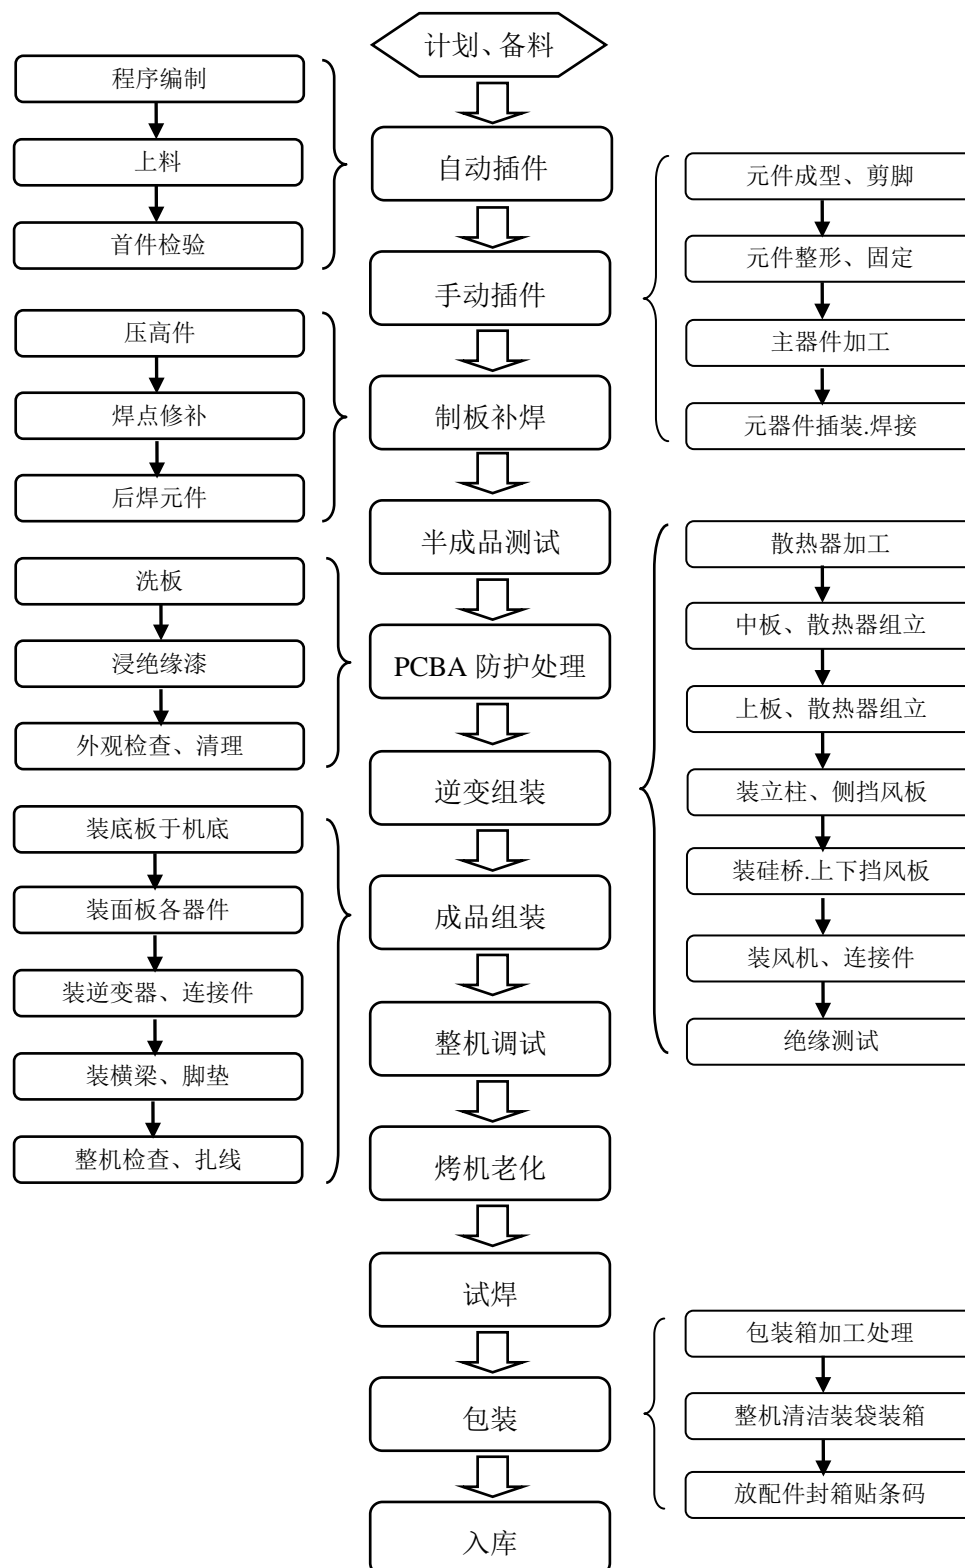 计划、备料
程序编制
上料
首件检验
自动插件
元件成型、剪脚
元件整形、固定
主器件加工
元器件插装.焊接
手动插件
压高件
焊点修补
后焊元件
制板补焊
半成品测试
洗板
浸绝缘漆
外观检查、清理
PCBA 防护处理
散热器加工
中板、散热器组立
上板、散热器组立
装立柱、侧挡风板
装硅桥.上下挡风板
装风机、连接件
绝缘测试
逆变组装
装底板于机底
装面板各器件
装逆变器、连接件
装横梁、脚垫
整机检查、扎线
成品组装
整机调试
烤机老化
试焊
包装箱加工处理
整机清洁装袋装箱
放配件封箱贴条码
包装
入库